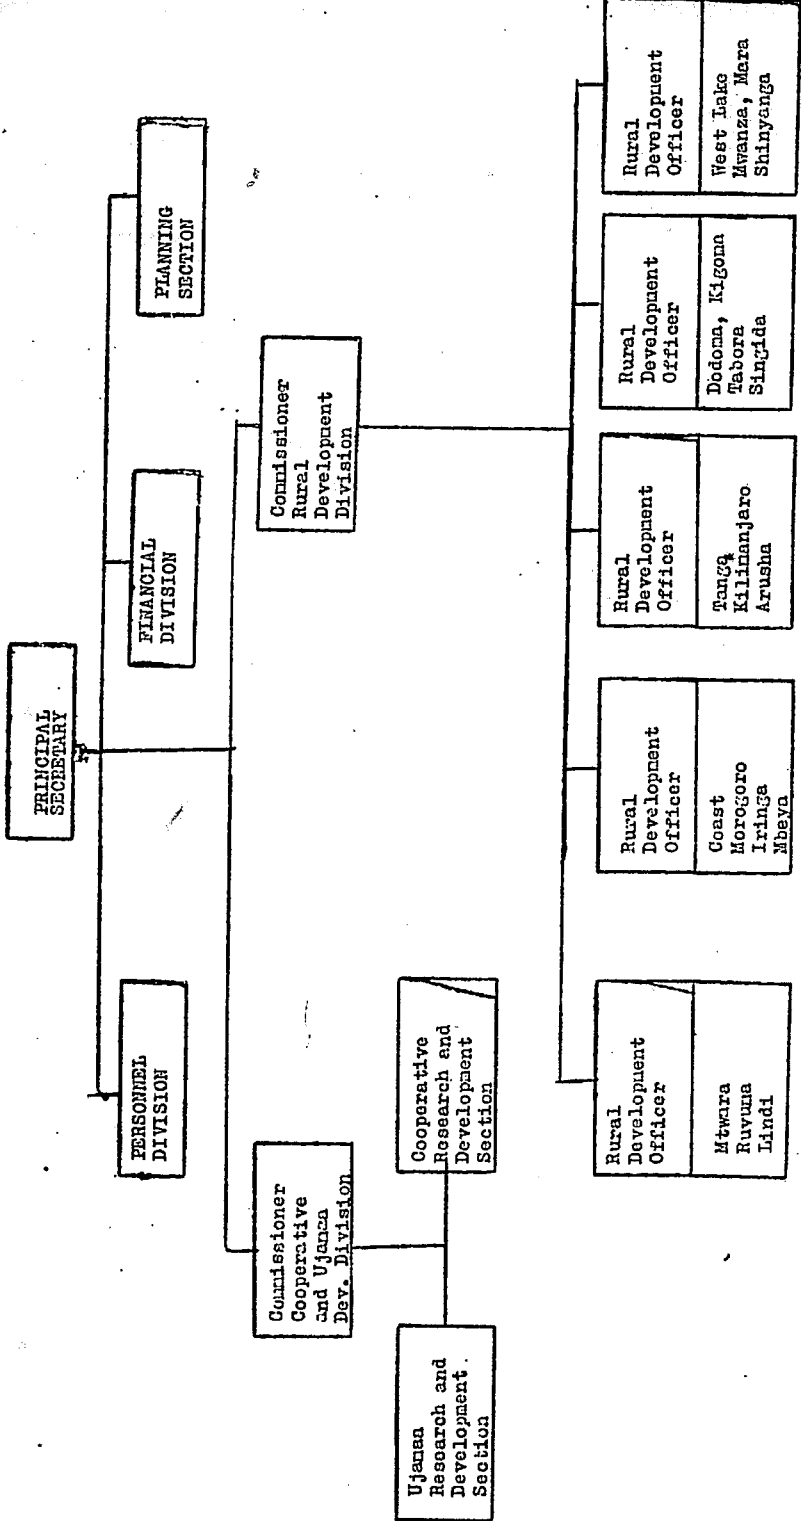 PRINCIPAL
SECRETARY
PERSONNEL
DIVISION
FINANCIAL
DIVISION
PLANNING
SECTION
Commissioner
Cooperative
and Ujamaa
Dev. Division
Commissioner
Rural
Development
Division
Ujamaa
Research and
Development
Section
Cooperative
Research and
Development
Section
Rural
Development
Officer
Mtwara
Ruvuma
Lindi
Rural
Development
Officer
Coast
Morogoro
Iringa
Mbeya
Rural
Development
Officer
Tanga
Kilimanjaro
Arusha
Rural
Development
Officer
Dodoma, Kigoma
Tabora
Singida
Rural
Development
Officer
West Lake
Mwanza, Mara
Shinyanga